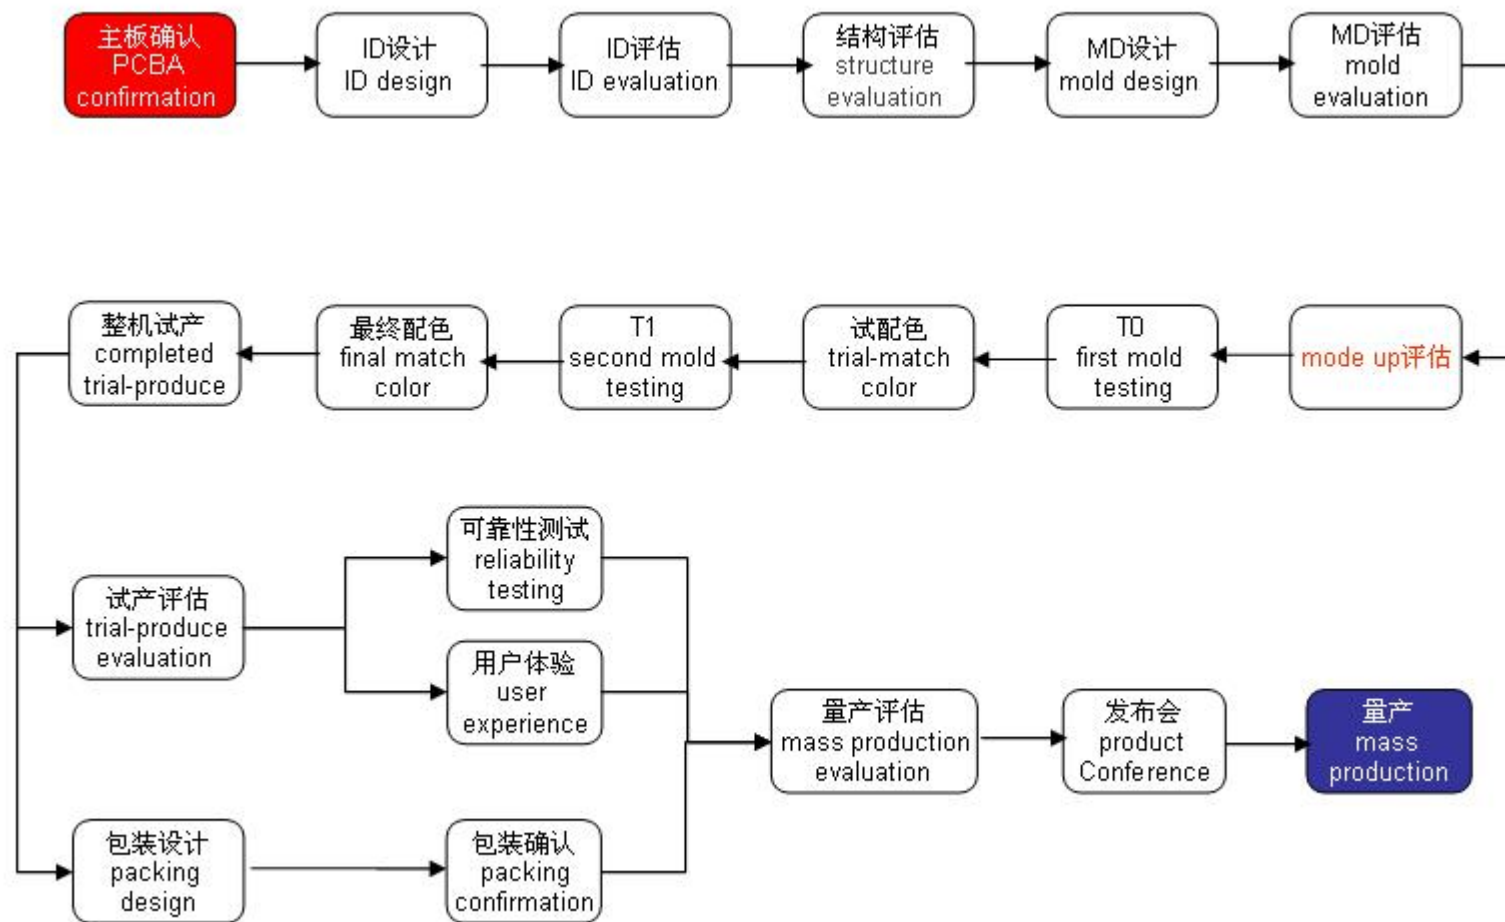 主板确认
PCBA
confirmation
ID设计
ID design
ID评估
ID evaluation
结构评估
structure
evaluation
MD设计
mold design
MD评估
mold
evaluation
mode up评估
T0
first mold
testing
试配色
trial-match
color
T1
second mold
testing
最终配色
final match
color
整机试产
completed
trial-produce
试产评估
trial-produce
evaluation
可靠性测试
reliability
testing
用户体验
user
experience
包装设计
packing
design
包装确认
packing
confirmation
量产评估
mass production
evaluation
发布会
product
Conference
量产
mass
production